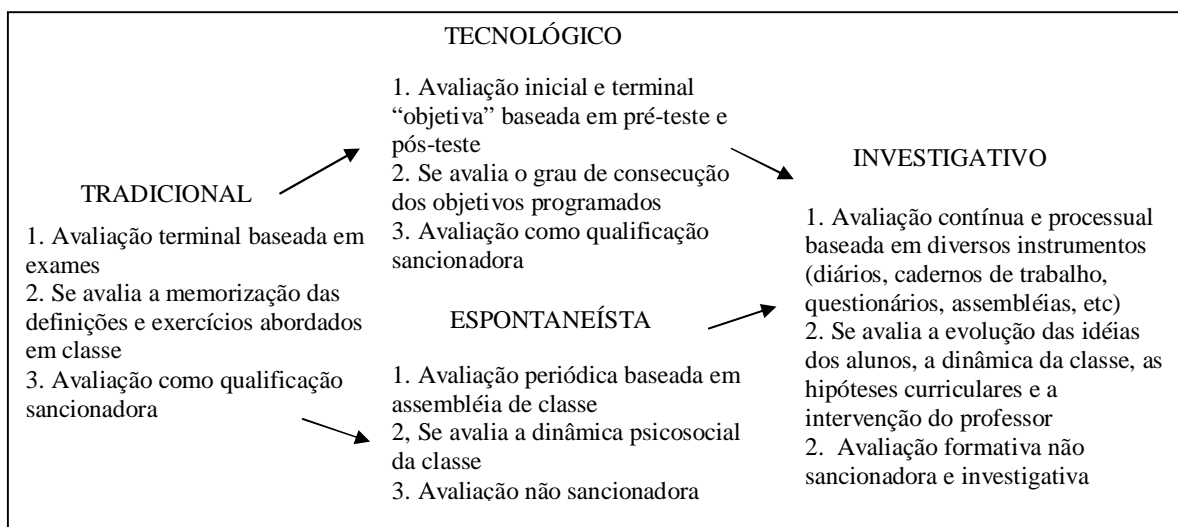 TECNOLÓGICO
1. Avaliação inicial e terminal
“objetiva” baseada em pré-teste e
pós-teste
2. Se avalia o grau de consecução
dos objetivos programados
3. Avaliação como qualificação
sancionadora
TRADICIONAL
1. Avaliação terminal baseada em
exames
2. Se avalia a memorização das
definições e exercícios abordados
em classe
3. Avaliação como qualificação
sancionadora
ESPONTANEÍSTA
1. Avaliação periódica baseada em
assembléia de classe
2, Se avalia a dinâmica psicosocial
da classe
3. Avaliação não sancionadora
INVESTIGATIVO
1. Avaliação contínua e processual
baseada em diversos instrumentos
(diários, cadernos de trabalho,
questionários, assembléias, etc)
2. Se avalia a evolução das idéias
dos alunos, a dinâmica da classe, as
hipóteses curriculares e a
intervenção do professor
2. Avaliação formativa não
sancionadora e investigativa